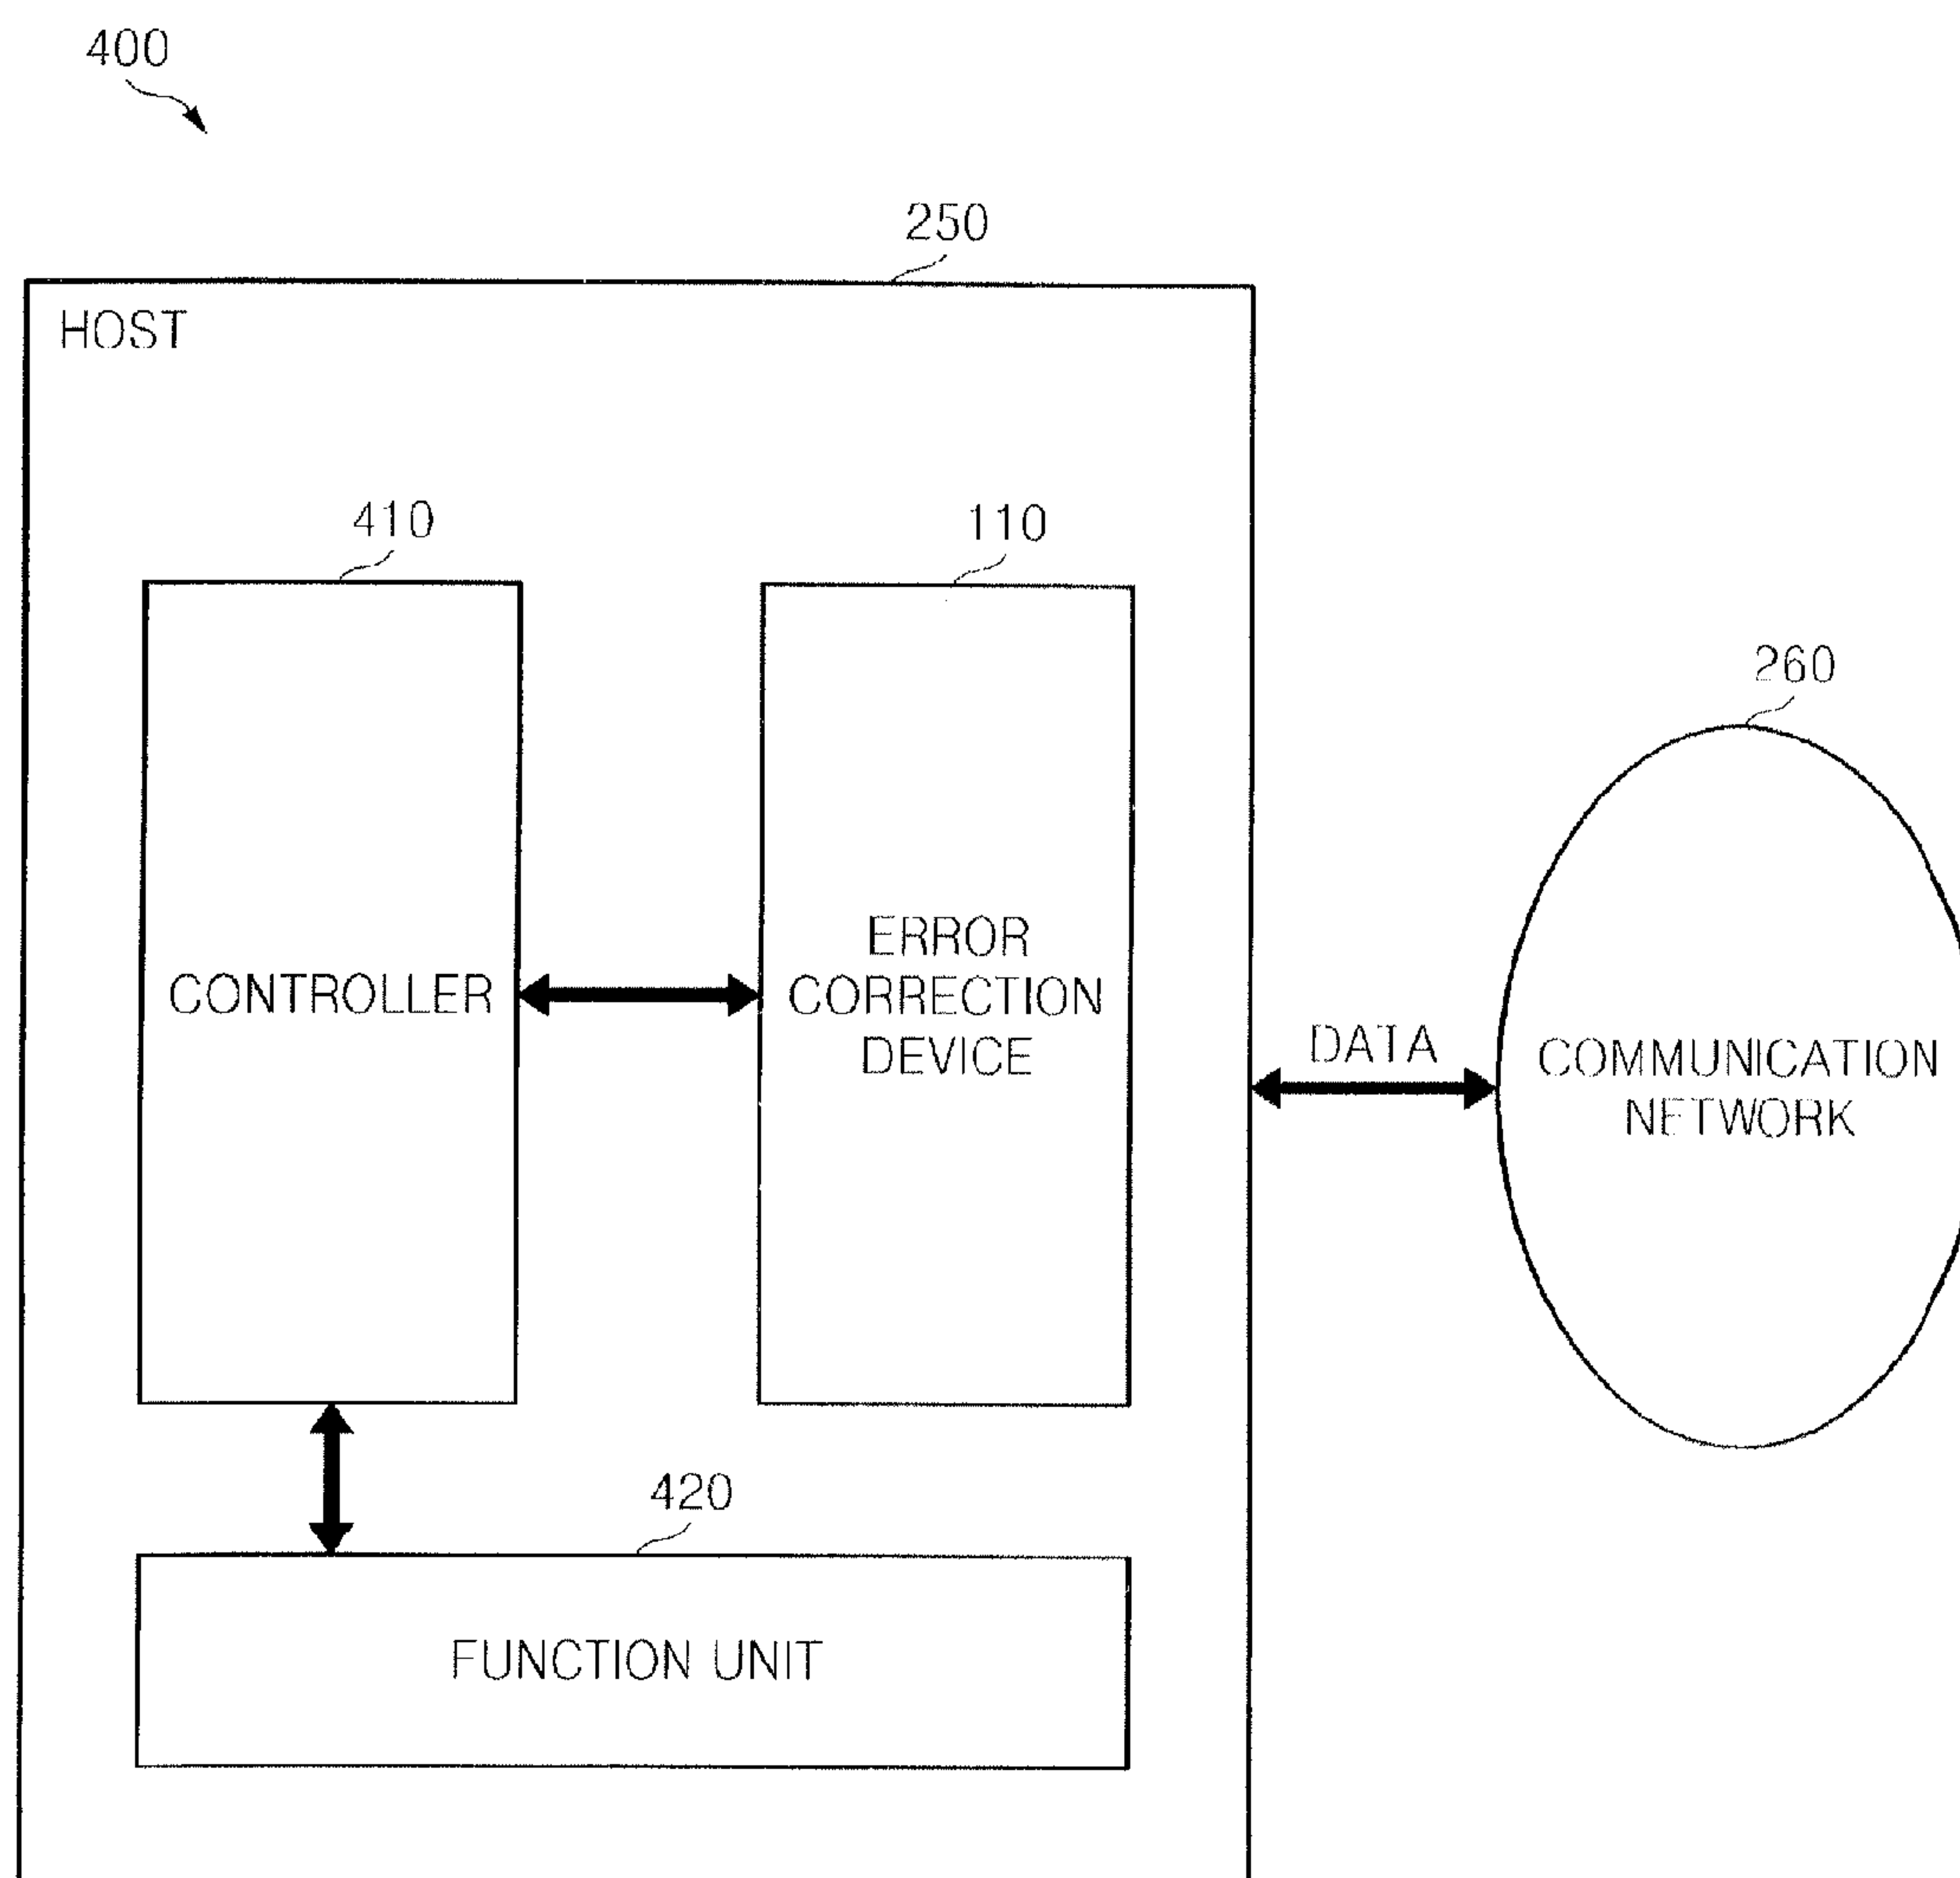 400
250
HOST
410
110
260
CONTROLLER
ERROR
CORRECTION
DEVICE
DATA
COMMUNICATION
NETWORK
420
FUNCTION UNIT